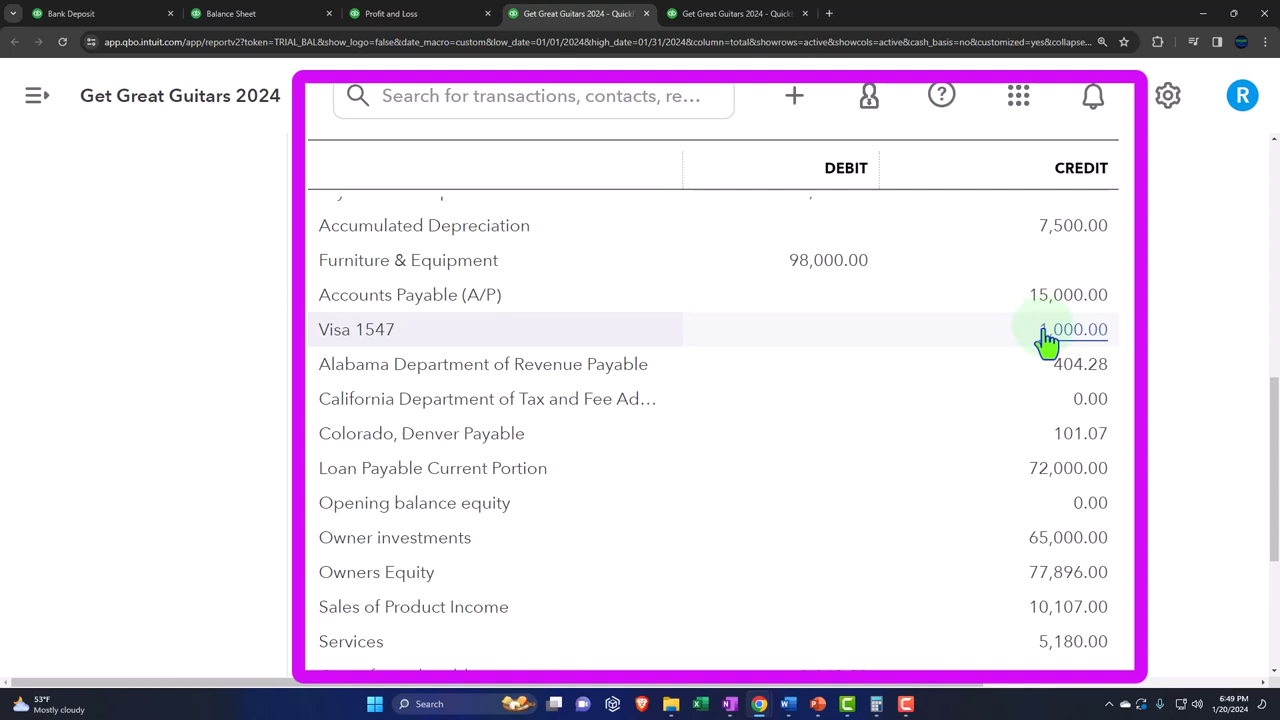 Bank Deposit
Balance Sheet
Profit and Loss
Get Great Guitars 2024 - Quick
Get Great Guitars 2024 - Quick
app.qbo.intuit.com/app/reportv2?token=TRIAL_BAL&show_logo=false&date_macro=custom&low_date=01/01/2024&high_date=01/31/2024&column=total&showrows=active&showcols=active&cash_basis=no&customized=yes&collapse...
Get Great Guitars 2024
Search for transactions, contacts, re...
R
DEBIT CREDIT
Accumulated Depreciation 7,500.00
Furniture & Equipment 98,000.00
Accounts Payable (A/P) 15,000.00
Visa 1547 1,000.00
Alabama Department of Revenue Payable 404.28
California Department of Tax and Fee Ad... 0.00
Colorado, Denver Payable 101.07
Loan Payable Current Portion 72,000.00
Opening balance equity 0.00
Owner investments 65,000.00
Owners Equity 77,896.00
Sales of Product Income 10,107.00
Services 5,180.00
53°F
Mostly cloudy
Search
6:49 PM
1/20/2024